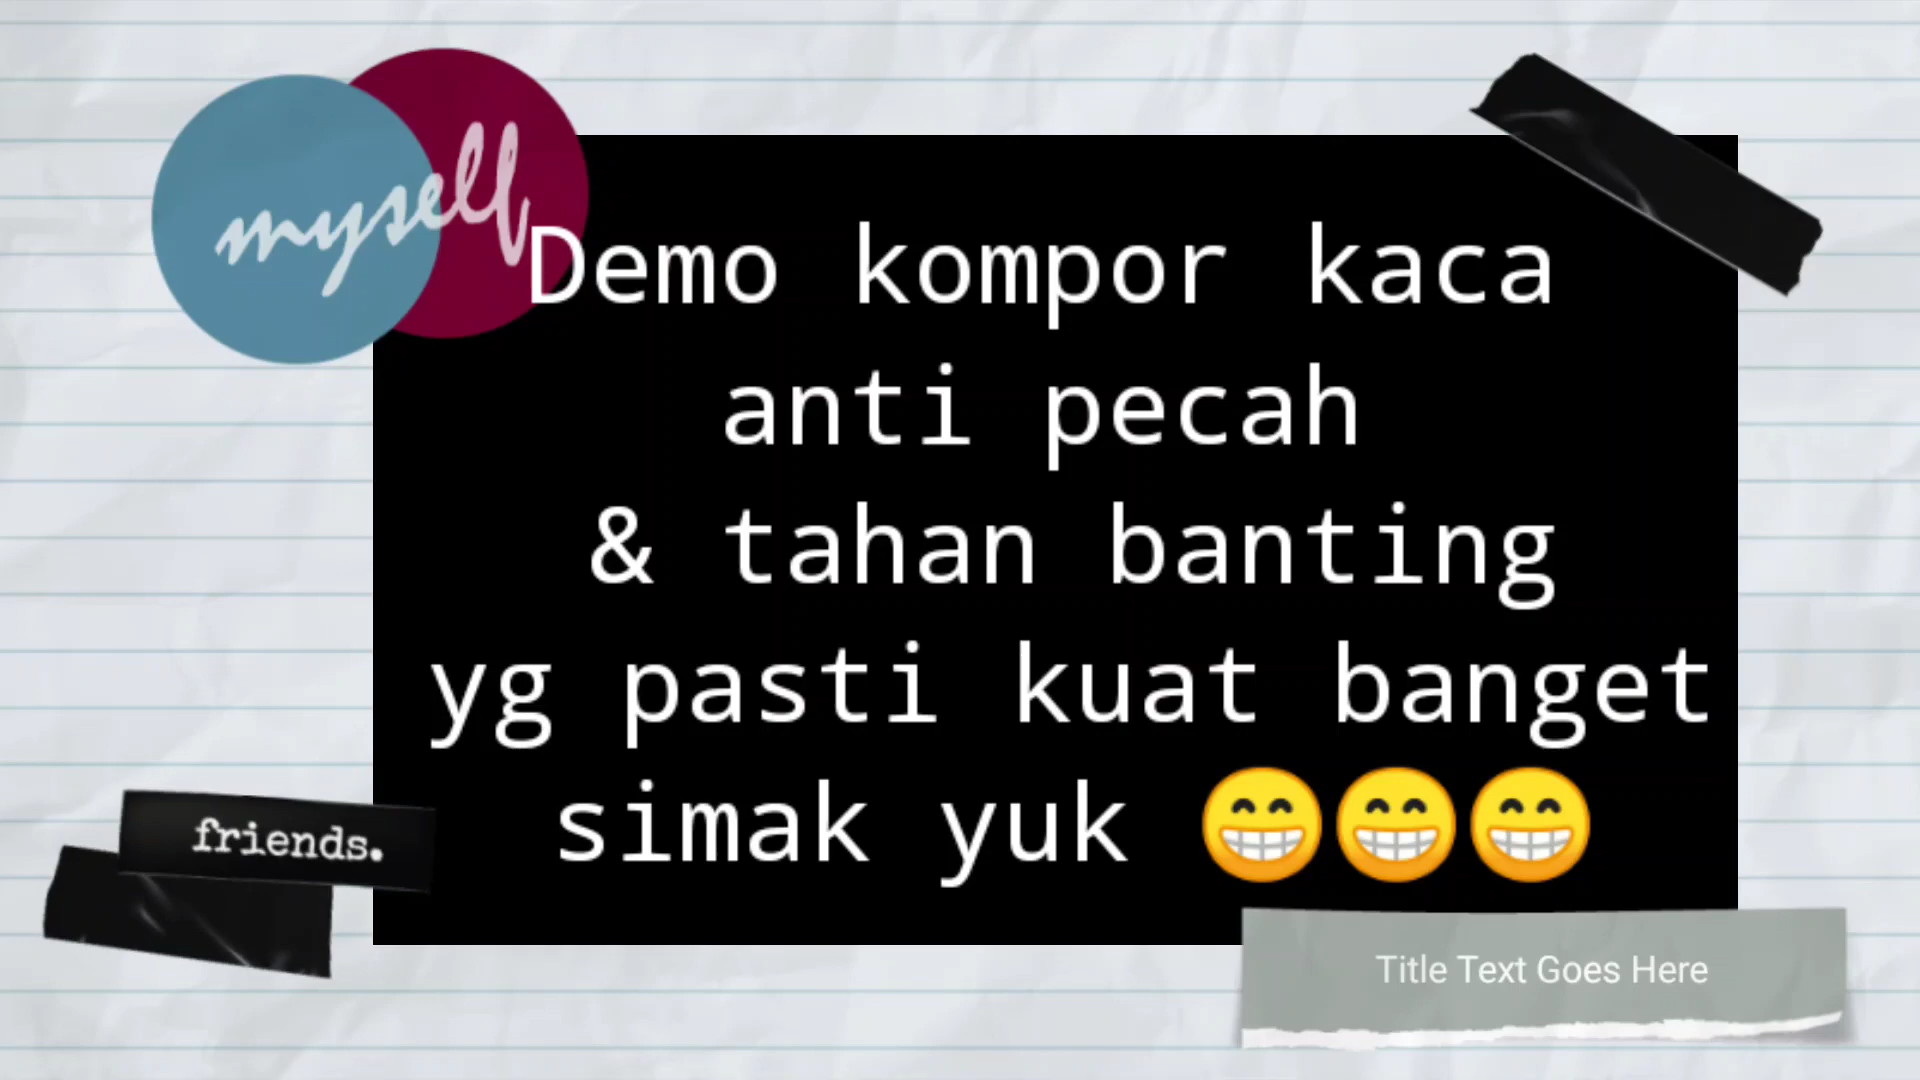 myself
Demo kompor kaca
anti pecah
& tahan banting
yg pasti kuat banget
simak yuk 😁😁😁
friends.
Title Text Goes Here